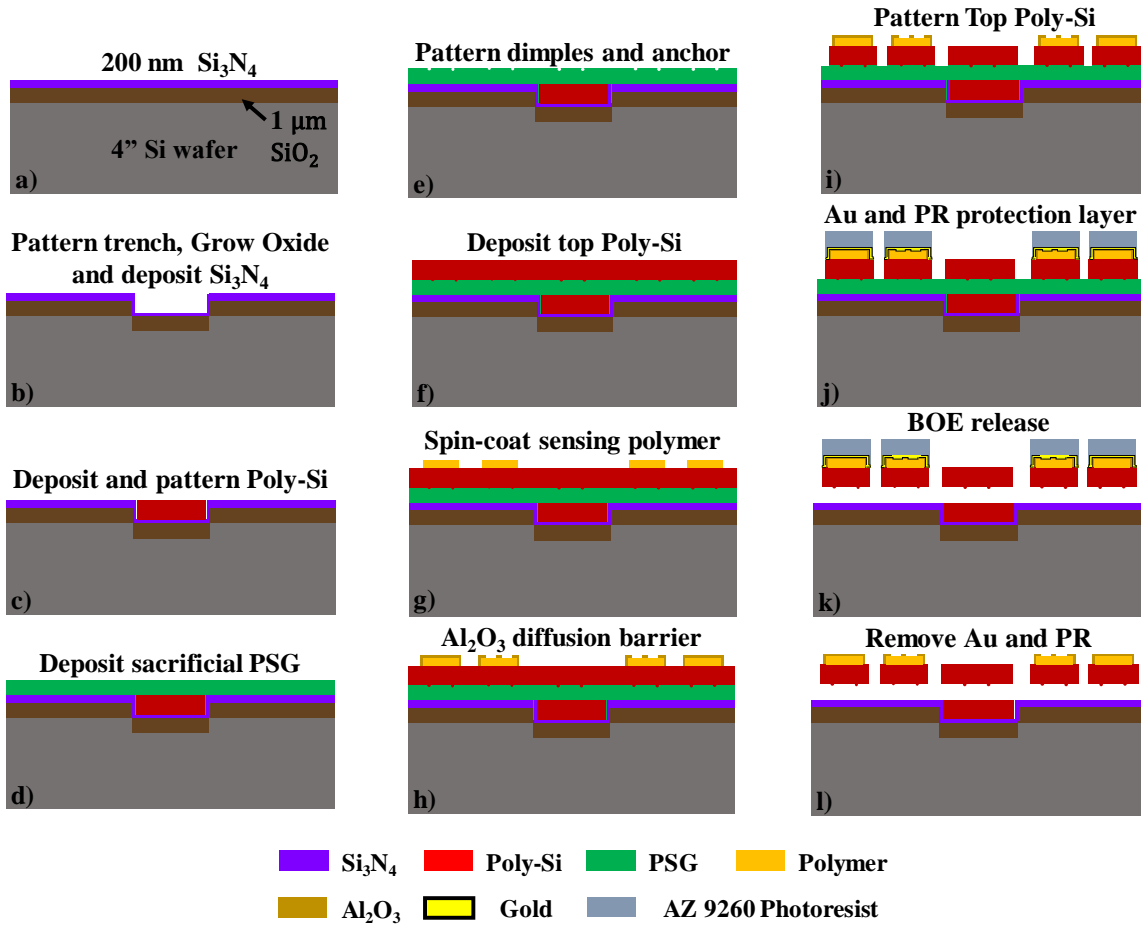 200 nm Si₃N₄
1 μm
SiO₂
4” Si wafer
a)
Pattern trench, Grow Oxide
and deposit Si₃N₄
b)
Deposit and pattern Poly-Si
c)
Deposit sacrificial PSG
d)
Pattern dimples and anchor
e)
Deposit top Poly-Si
f)
Spin-coat sensing polymer
g)
Al₂O₃ diffusion barrier
h)
Pattern Top Poly-Si
i)
Au and PR protection layer
j)
BOE release
k)
Remove Au and PR
l)
Si₃N₄ Poly-Si PSG Polymer
Al₂O₃ Gold AZ 9260 Photoresist